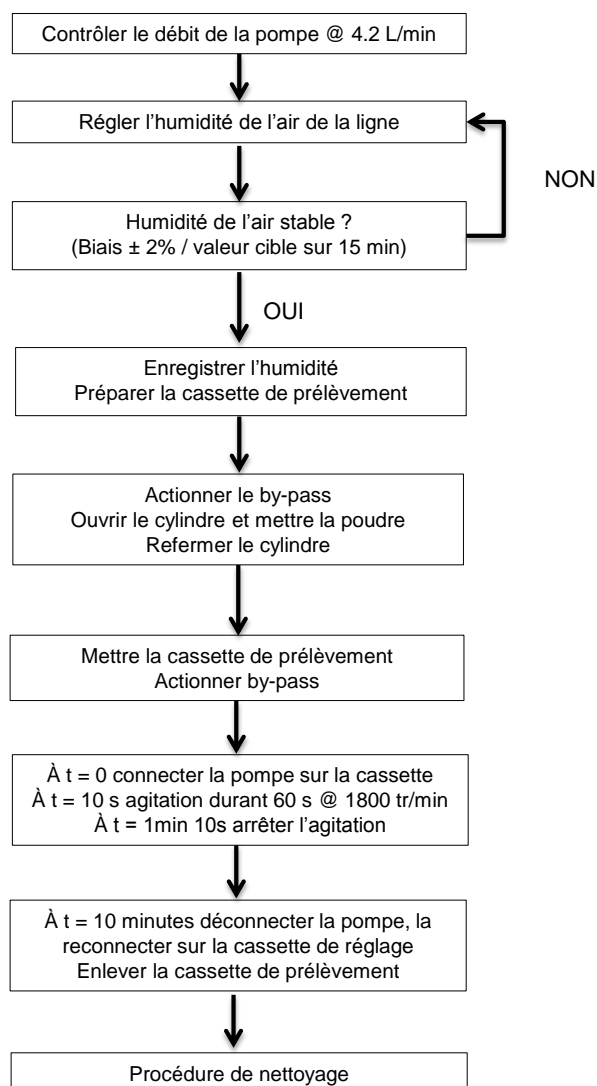 Contrôler le débit de la pompe @ 4.2 L/min
Régler l’humidité de l’air de la ligne
NON
Humidité de l’air stable ?
(Biais ± 2% / valeur cible sur 15 min)
OUI
Enregistrer l’humidité
Préparer la cassette de prélèvement
Actionner le by-pass
Ouvrir le cylindre et mettre la poudre
Refermer le cylindre
Mettre la cassette de prélèvement
Actionner by-pass
À t = 0 connecter la pompe sur la cassette
À t = 10 s agitation durant 60 s @ 1800 tr/min
À t = 1min 10s arrêter l’agitation
À t = 10 minutes déconnecter la pompe, la
reconnecter sur la cassette de réglage
Enlever la cassette de prélèvement
Procédure de nettoyage